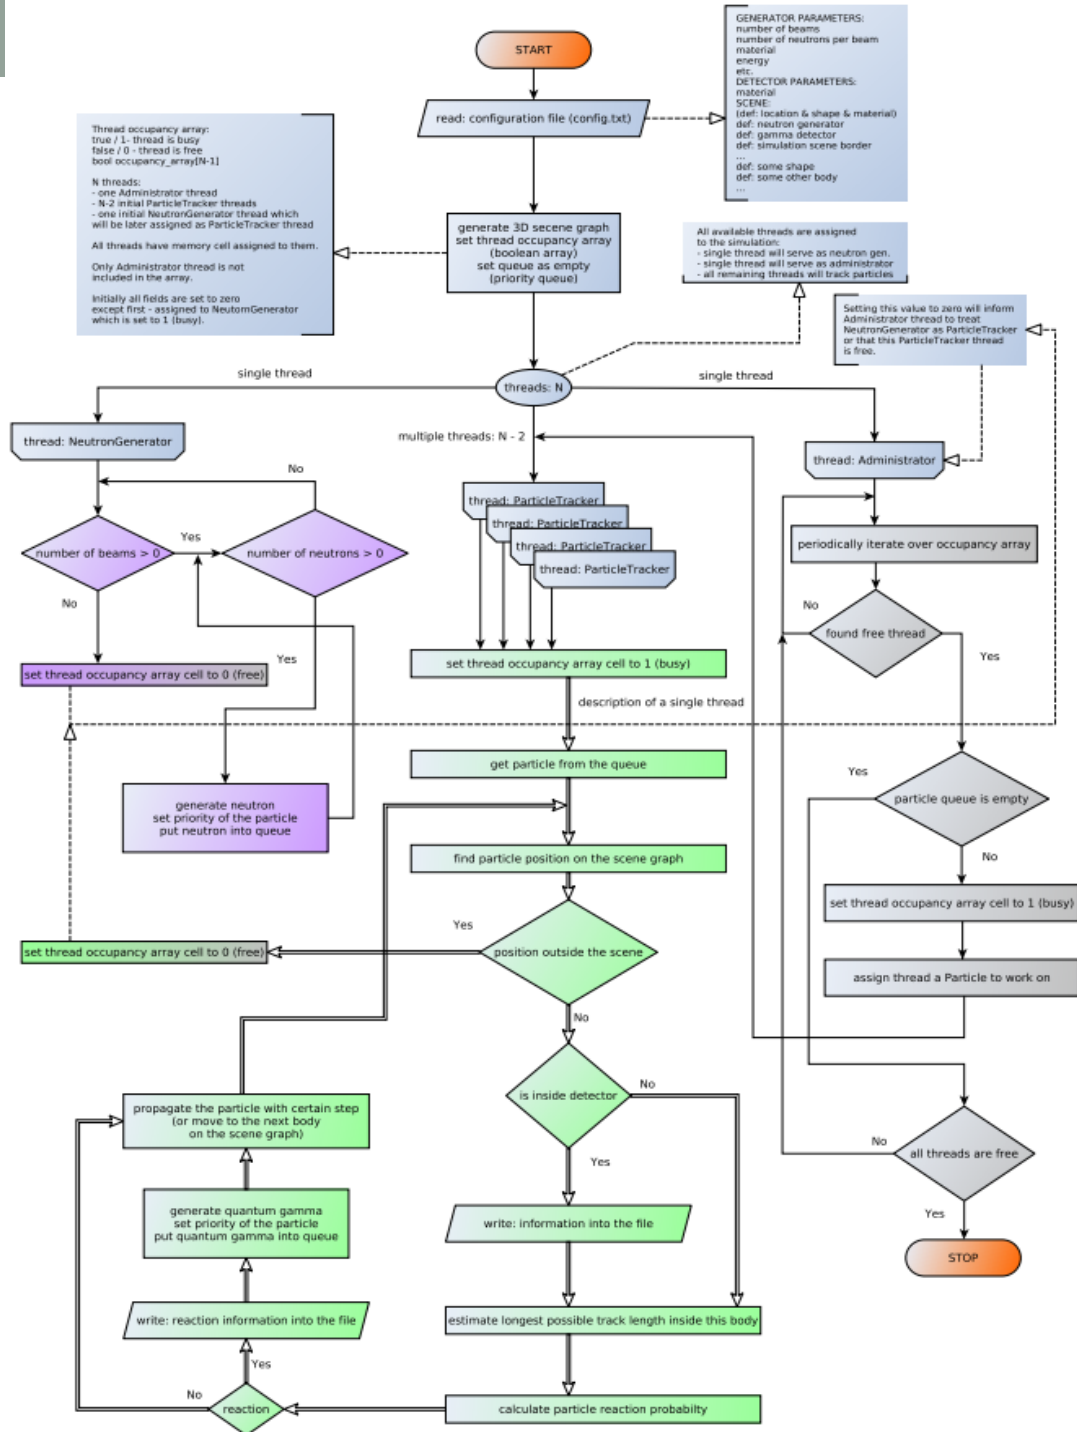 START
read: configuration file (config.txt)
GENERATOR PARAMETERS:
number of beams
number of neutrons per beam
material
energy
etc.
DETECTOR PARAMETERS:
material
SCENE:
(def: location & shape & material)
def: neutron generator
def: gamma detector
def: simulation scene border
...
def: some shape
def: some other body
...
Thread occupancy array:
true / 1- thread is busy
false / 0 - thread is free
bool occupancy_array[N-1]
N threads:
- one Administrator thread
- N-2 initial ParticleTracker threads
- one initial NeutronGenerator thread which
will be later assigned as ParticleTracker thread
All threads have memory cell assigned to them.
Only Administrator thread is not
included in the array.
Initially all fields are set to zero
except first - assigned to NeutornGenerator
which is set to 1 (busy).
generate 3D secene graph
set thread occupancy array
(boolean array)
set queue as empty
(priority queue)
All available threads are assigned
to the simulation:
- single thread will serve as neutron gen.
- single thread will serve as administrator
- all remaining threads will track particles
Setting this value to zero will inform
Administrator thread to treat
NeutronGenerator as ParticleTracker
or that this ParticleTracker thread
is free.
single thread
threads: N
single thread
thread: NeutronGenerator
multiple threads: N - 2
thread: Administrator
No
thread: ParticleTracker
thread: ParticleTracker
thread: ParticleTracker
thread: ParticleTracker
number of beams > 0
Yes
number of neutrons > 0
periodically iterate over occupancy array
No
No
found free thread
Yes
set thread occupancy array cell to 0 (free)
Yes
set thread occupancy array cell to 1 (busy)
description of a single thread
get particle from the queue
Yes
particle queue is empty
generate neutron
set priority of the particle
put neutron into queue
find particle position on the scene graph
No
set thread occupancy array cell to 1 (busy)
Yes
set thread occupancy array cell to 0 (free)
position outside the scene
assign thread a Particle to work on
No
is inside detector
No
propagate the particle with certain step
(or move to the next body
on the scene graph)
Yes
No
all threads are free
generate quantum gamma
set priority of the particle
put quantum gamma into queue
write: information into the file
Yes
STOP
write: reaction information into the file
estimate longest possible track length inside this body
Yes
No
reaction
calculate particle reaction probabilty